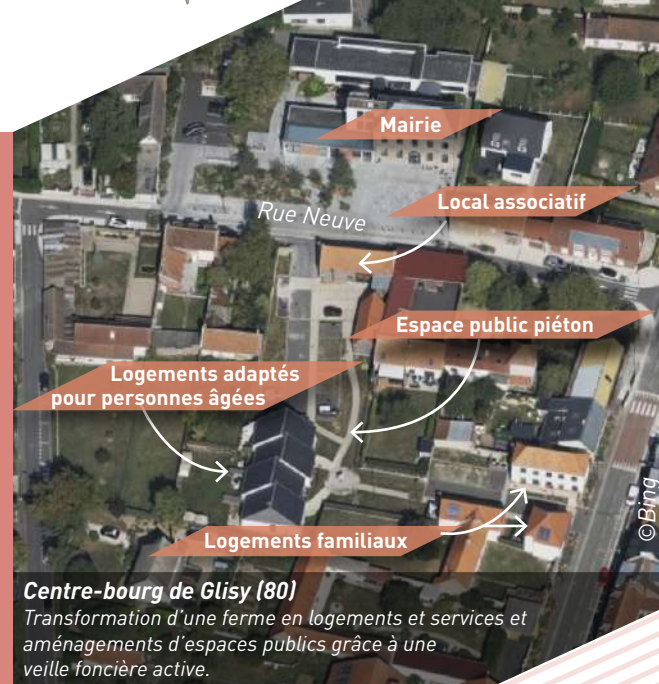 Mairie
Local associatif
Rue Neuve
Espace public piéton
Logements adaptés
pour personnes âgées
Logements familiaux
©Bing
Centre-bourg de Glisy (80)
Transformation d'une ferme en logements et services et
aménagements d'espaces publics grâce à une
veille foncière active.